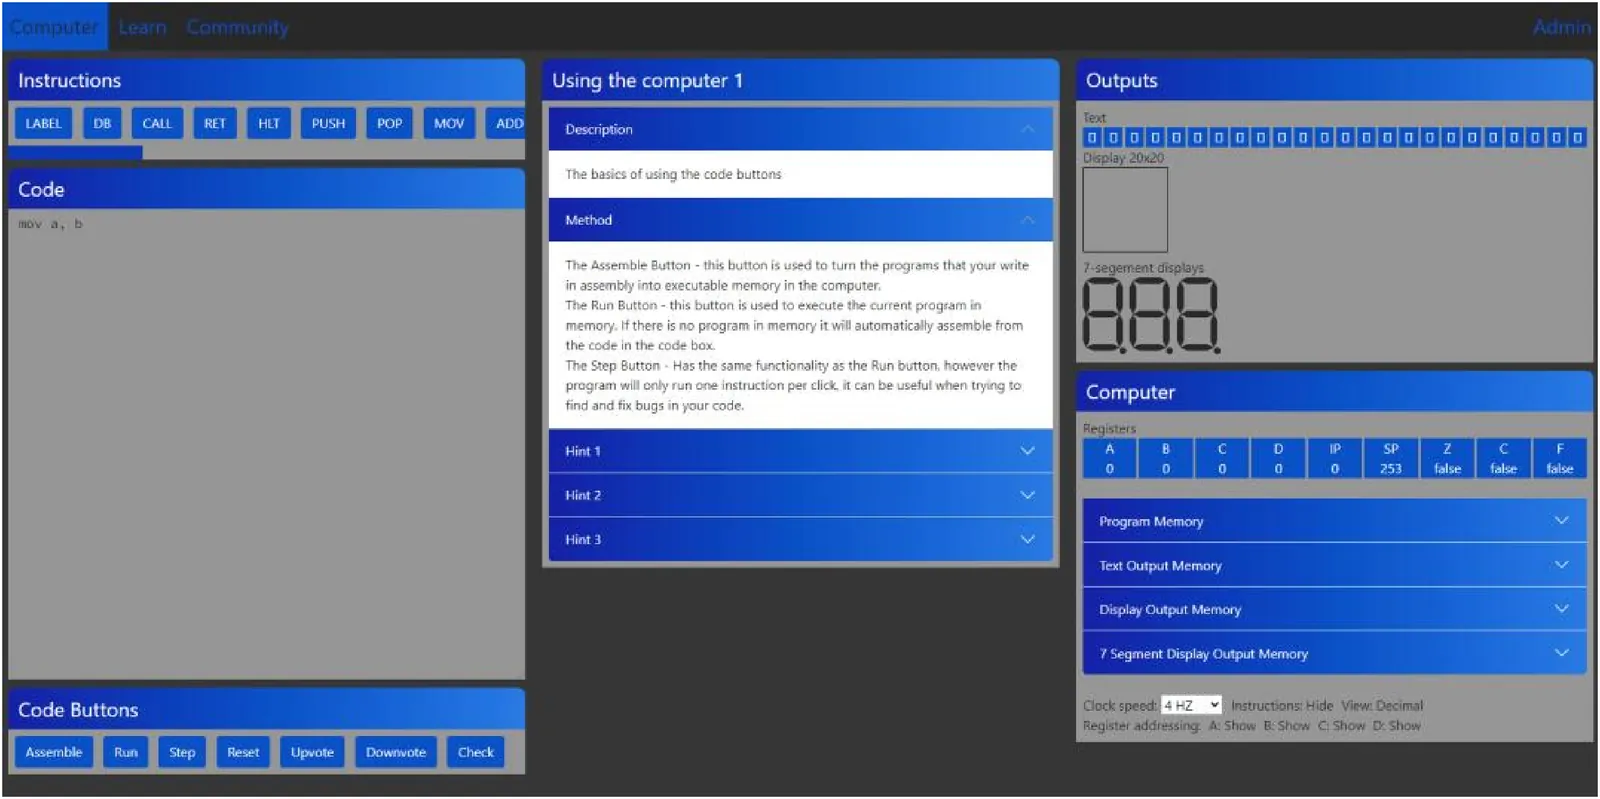 Computer Learn Community Admin
Instructions
LABEL DB CALL RET HLT PUSH POP MOV ADD
Code
mov a, b
Code Buttons
Assemble Run Step Reset Upvote Downvote Check
Using the computer 1
Description
The basics of using the code buttons
Method
The Assemble Button - this button is used to turn the programs that your write
in assembly into executable memory in the computer.
The Run Button - this button is used to execute the current program in
memory. If there is no program in memory it will automatically assemble from
the code in the code box.
The Step Button - Has the same functionality as the Run button, however the
program will only run one instruction per click, it can be useful when trying to
find and fix bugs in your code.
Hint 1
Hint 2
Hint 3
Outputs
Text
Display 20x20
7-segement displays
Computer
Registers
A B C D IP SP Z C F
0 0 0 0 0 253 false false false
Program Memory
Text Output Memory
Display Output Memory
7 Segment Display Output Memory
Clock speed: 4 HZ Instructions: Hide View: Decimal
Register addressing: A: Show B: Show C: Show D: Show